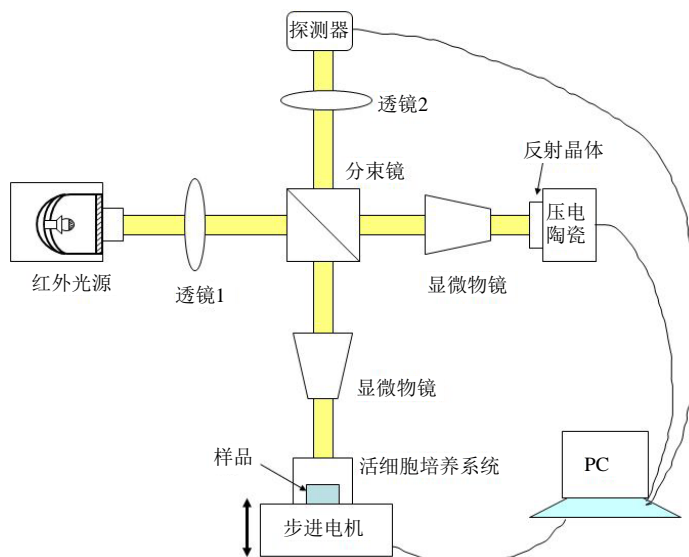 探测器
透镜2
分束镜
反射晶体
压电
陶瓷
红外光源
透镜1
显微物镜
显微物镜
样品
活细胞培养系统
步进电机
PC